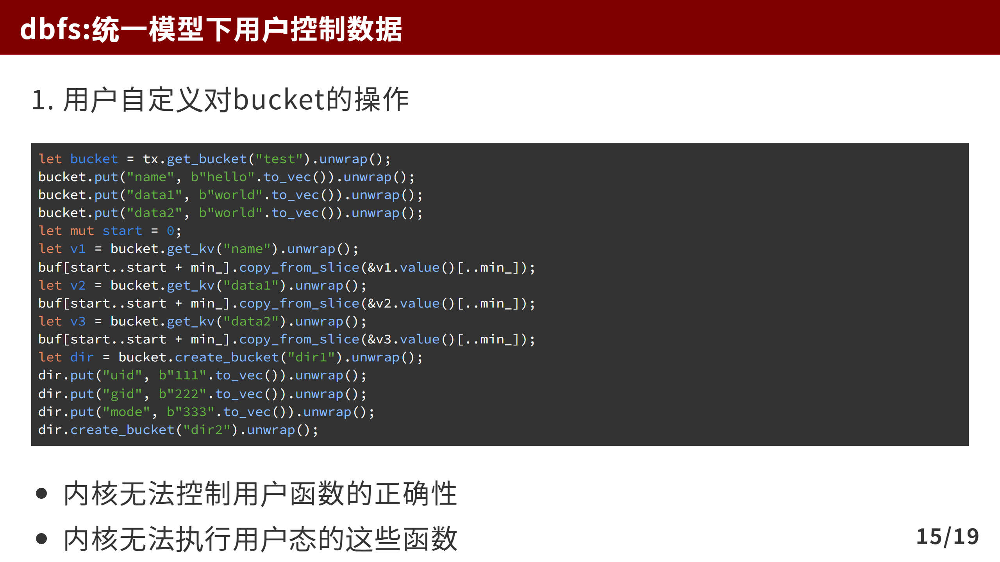 dbfs:统一模型下用户控制数据
1. 用户自定义对bucket的操作
let bucket = tx.get_bucket("test").unwrap();
bucket.put("name", b"hello".to_vec()).unwrap();
bucket.put("data1", b"world".to_vec()).unwrap();
bucket.put("data2", b"world".to_vec()).unwrap();
let mut start = 0;
let v1 = bucket.get_kv("name").unwrap();
buf[start..start + min_].copy_from_slice(&v1.value()[..min_]);
let v2 = bucket.get_kv("data1").unwrap();
buf[start..start + min_].copy_from_slice(&v2.value()[..min_]);
let v3 = bucket.get_kv("data2").unwrap();
buf[start..start + min_].copy_from_slice(&v3.value()[..min_]);
let dir = bucket.create_bucket("dir1").unwrap();
dir.put("uid", b"111".to_vec()).unwrap();
dir.put("gid", b"222".to_vec()).unwrap();
dir.put("mode", b"333".to_vec()).unwrap();
dir.create_bucket("dir2").unwrap();
• 内核无法控制用户函数的正确性
• 内核无法执行用户态的这些函数
15/19